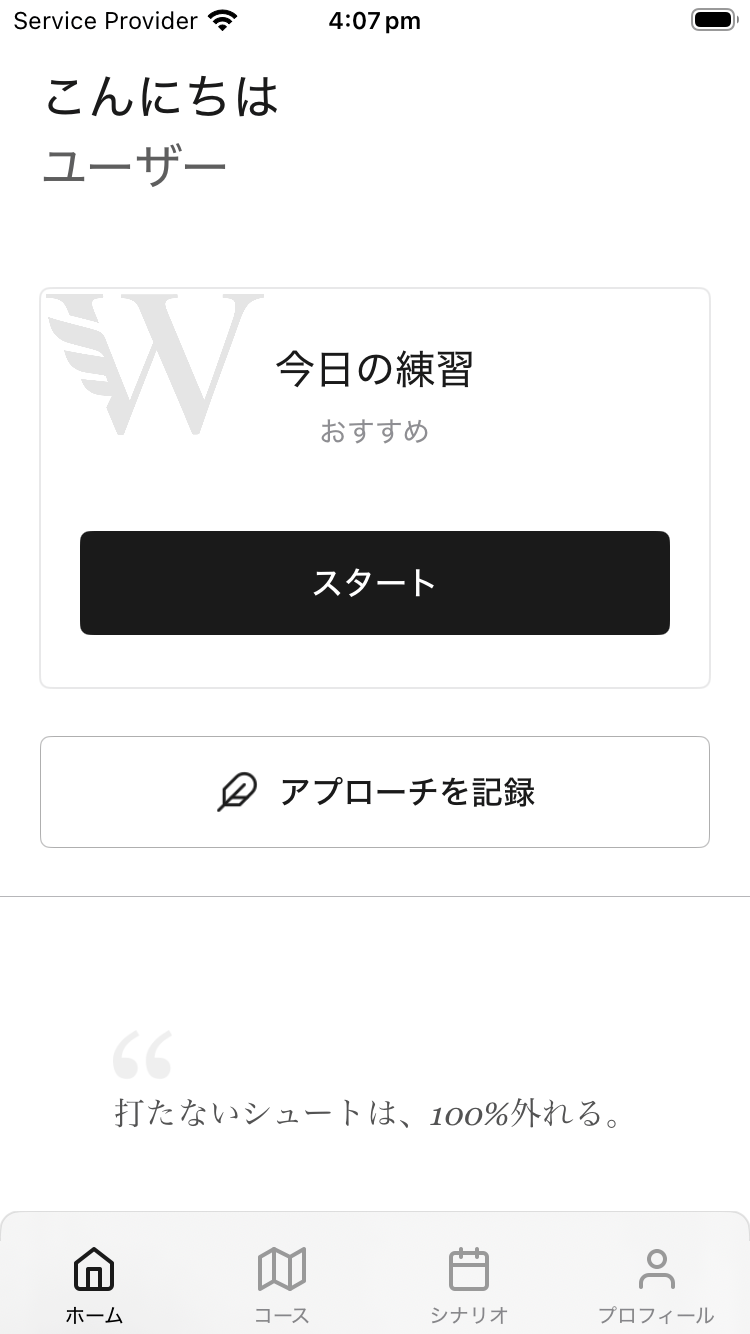 Service Provider 4:07 pm
こんにちは
ユーザー
W
今日の練習
おすすめ
スタート
アプローチを記録
“
打たないシュートは、100%外れる。
ホーム コース シナリオ プロフィール